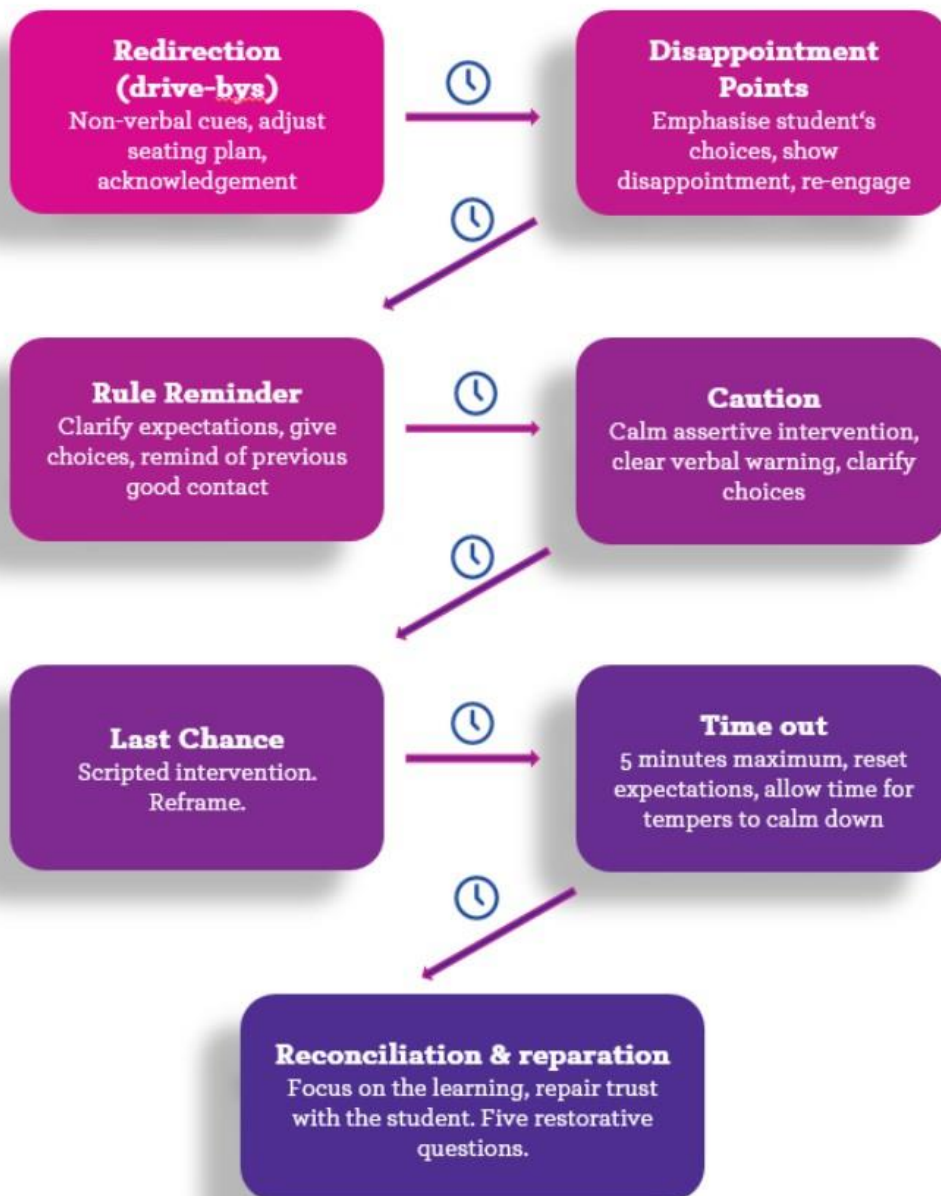 Redirection
(drive-bys)
Non-verbal cues, adjust
seating plan,
acknowledgement
Disappointment
Points
Emphasise student's
choices, show
disappointment, re-engage
Rule Reminder
Clarify expectations, give
choices, remind of previous
good contact
Caution
Calm assertive intervention,
clear verbal warning, clarify
choices
Last Chance
Scripted intervention.
Reframe.
Time out
5 minutes maximum, reset
expectations, allow time for
tempers to calm down
Reconciliation & reparation
Focus on the learning, repair trust
with the student. Five restorative
questions.